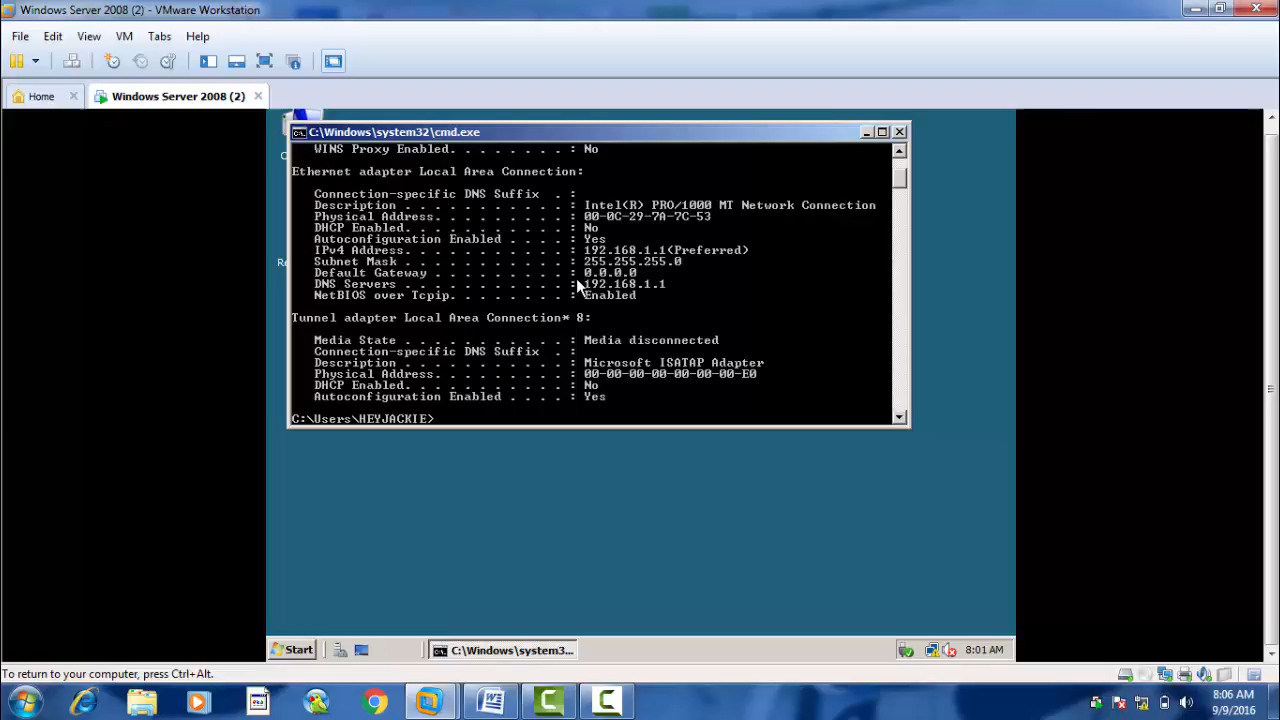 Windows Server 2008 (2) - VMware Workstation
File Edit View VM Tabs Help
Home Windows Server 2008 (2)
C:\Windows\system32\cmd.exe
WINS Proxy Enabled. . . . . . . . : No
Ethernet adapter Local Area Connection:
Connection-specific DNS Suffix . :
Description . . . . . . . . . . . : Intel(R) PRO/1000 MT Network Connection
Physical Address. . . . . . . . . : 00-0C-29-7A-7C-53
DHCP Enabled. . . . . . . . . . . : No
Autoconfiguration Enabled . . . . : Yes
IPv4 Address. . . . . . . . . . . : 192.168.1.1(Preferred)
Subnet Mask . . . . . . . . . . . : 255.255.255.0
Default Gateway . . . . . . . . . : 0.0.0.0
DNS Servers . . . . . . . . . . . : 192.168.1.1
NetBIOS over Tcpip. . . . . . . . : Enabled
Tunnel adapter Local Area Connection* 8:
Media State . . . . . . . . . . . : Media disconnected
Connection-specific DNS Suffix . :
Description . . . . . . . . . . . : Microsoft ISATAP Adapter
Physical Address. . . . . . . . . : 00-00-00-00-00-00-00-E0
DHCP Enabled. . . . . . . . . . . : No
Autoconfiguration Enabled . . . . : Yes
C:\Users\HEYJACKIE>
Start C:\Windows\system3... 8:01 AM
To return to your computer, press Ctrl+Alt.
8:06 AM
9/9/2016